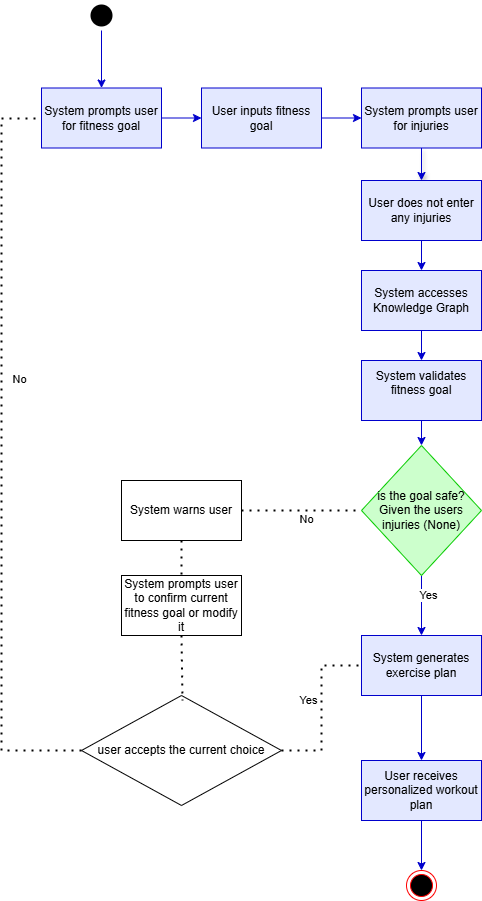 System prompts user
for fitness goal
User inputs fitness
goal
System prompts user
for injuries
User does not enter
any injuries
System accesses
Knowledge Graph
No
System validates
fitness goal
is the goal safe?
Given the users
injuries (None)
System warns user
No
System prompts user
to confirm current
fitness goal or modify
it
Yes
System generates
exercise plan
Yes
user accepts the current choice
User receives
personalized workout
plan